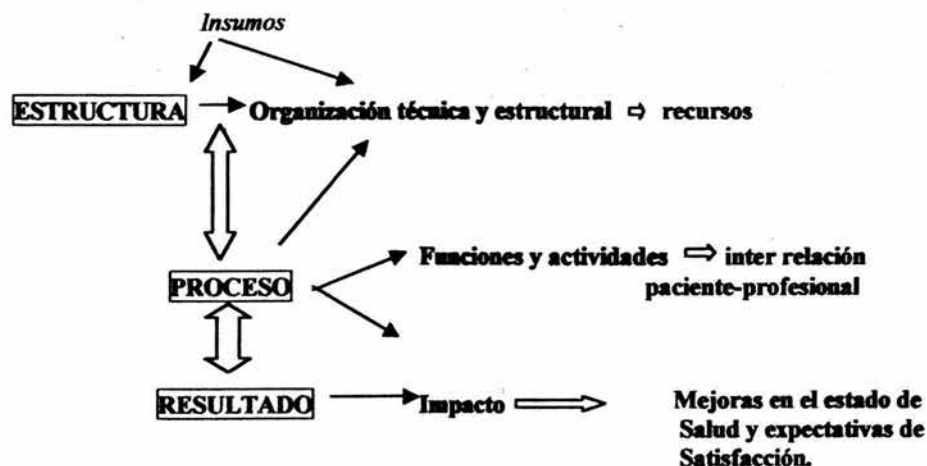 Insumos
ESTRUCTURA Organización técnica y estructural ⇨ recursos
Funciones y actividades ⇨ inter relación
PROCESO paciente-profesional
RESULTADO Impacto Mejoras en el estado de
Salud y expectativas de
Satisfacción.